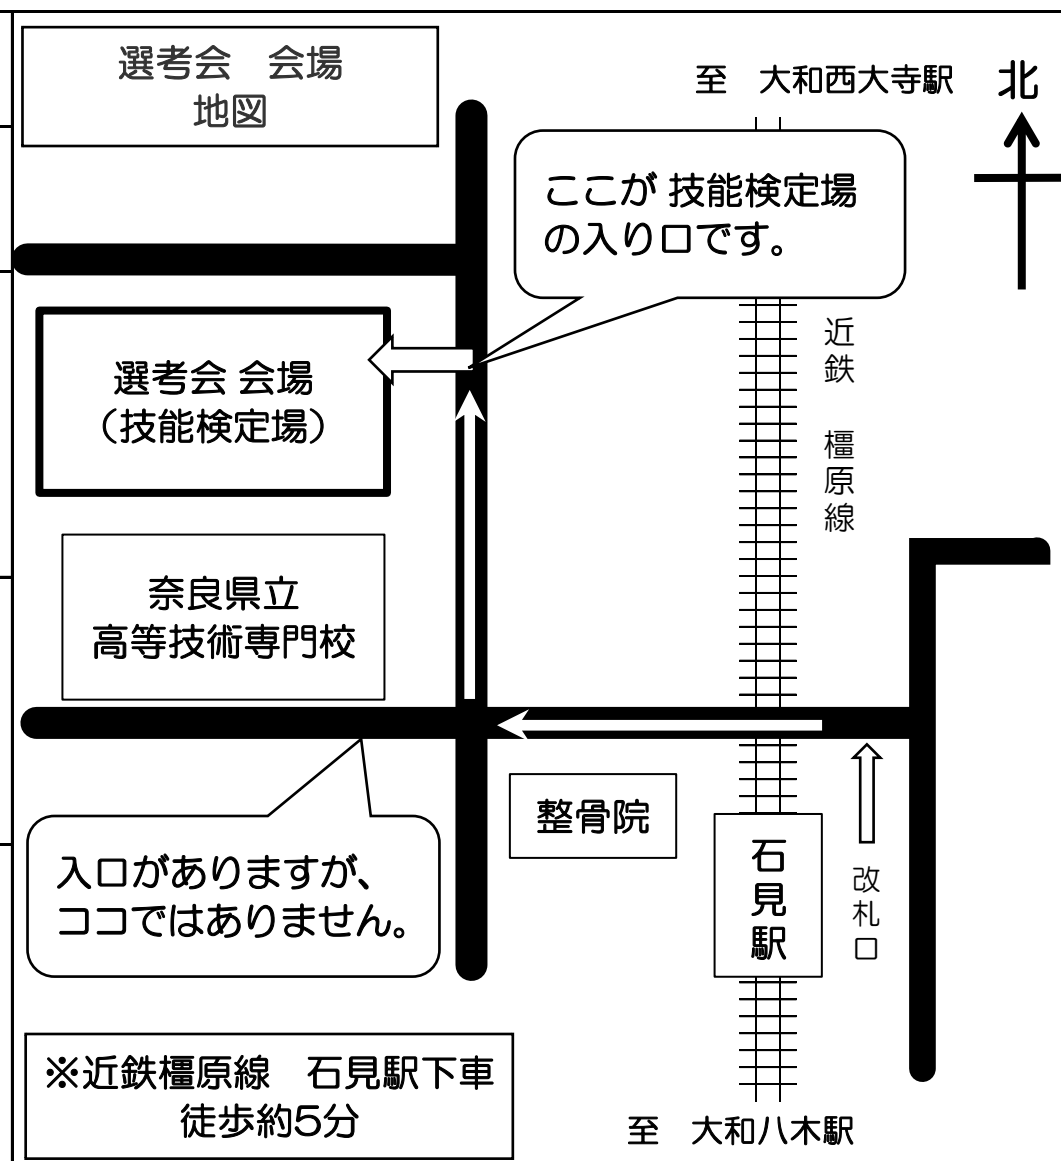 選考会　会場
地図
至　大和西大寺駅
北
ここが 技能検定場
の入り口です。
近鉄　橿原線
選考会 会場
（技能検定場）
奈良県立
高等技術専門校
整骨院
石見駅
改札口
入口がありますが、
ココではありません。
※近鉄橿原線　石見駅下車
徒歩約5分
至　大和八木駅